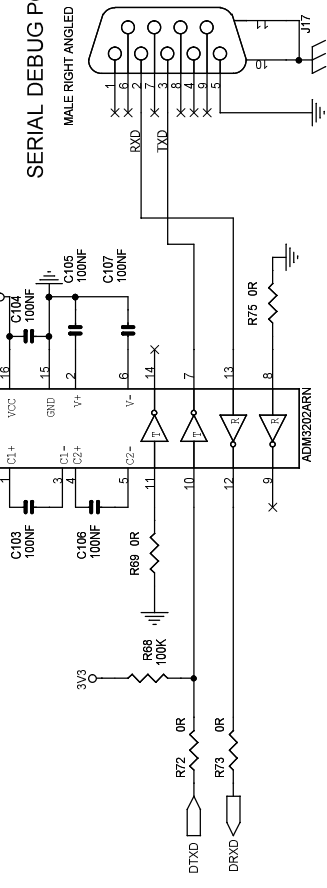 SERIAL DEBUG
MALE RIGHT ANGLED
J17
11
10
1
6
2
7
3
8
4
9
5
RXD
TXD
C104
100NF
C105
100NF
C107
100NF
R75 0R
16
15
2
6
14
7
13
8
VCC
GND
V+
V-
T
T
R
R
ADM3202ARN
C1+
C1-
C2+
C2-
1
3
4
5
11
10
12
9
C103
100NF
C106
100NF
R69 0R
3V3
R68
100K
R72 0R
R73 0R
DTXD
DRXD